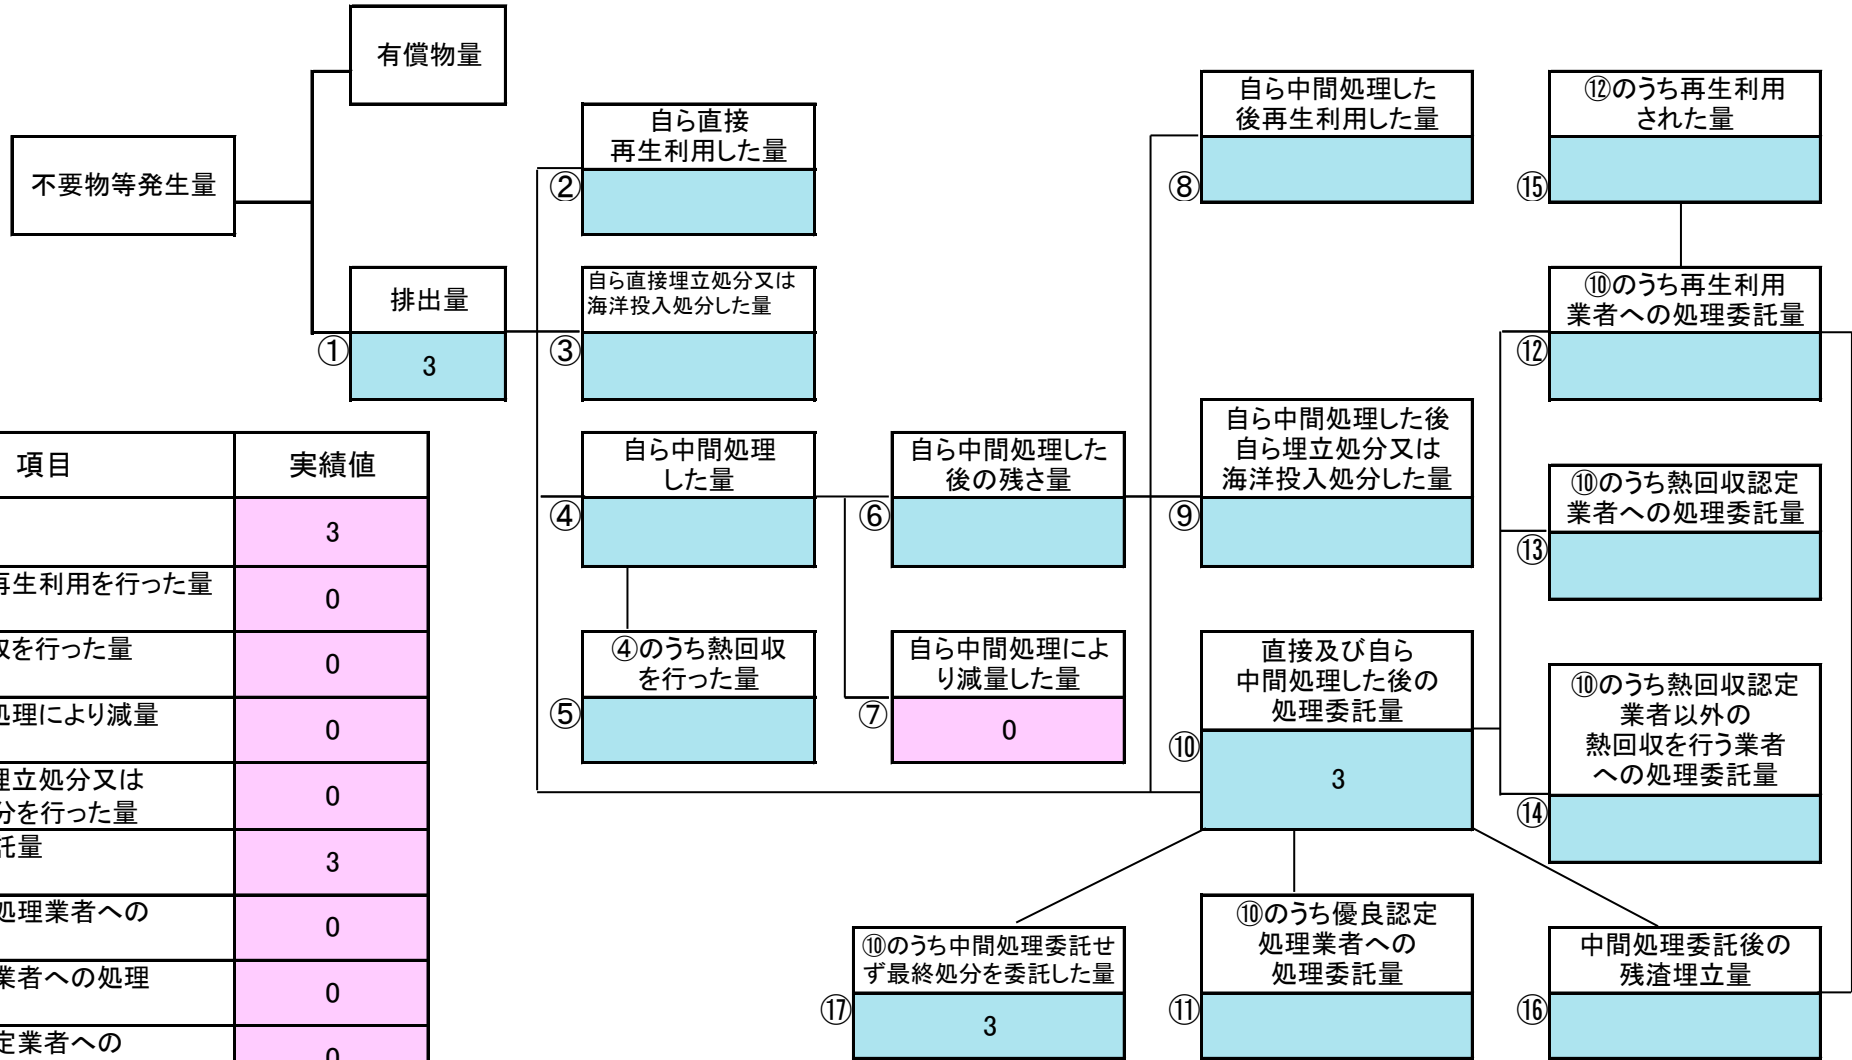 有償物量
不要物等発生量
排出量
①
3
自ら直接
再生利用した量
②
自ら直接埋立処分又は
海洋投入処分した量
③
自ら中間処理
した量
④
④のうち熱回収
を行った量
⑤
自ら中間処理した
後の残さ量
⑥
自ら中間処理によ
り減量した量
⑦
0
自ら中間処理した
後再生利用した量
⑧
自ら中間処理した後
自ら埋立処分又は
海洋投入処分した量
⑨
直接及び自ら
中間処理した後の
処理委託量
⑩
3
⑩のうち優良認定
処理業者への
処理委託量
⑪
⑩のうち中間処理委託せ
ず最終処分を委託した量
⑰
3
⑫のうち再生利用
された量
⑮
⑩のうち再生利用
業者への処理委託量
⑫
⑩のうち熱回収認定
業者への処理委託量
⑬
⑩のうち熱回収認定
業者以外の
熱回収を行う業者
への処理委託量
⑭
中間処理委託後の
残渣埋立量
⑯
項目 実績値
3
再生利用を行った量 0
を行った量 0
処理により減量 0
埋立処分又は
分を行った量 0
託量 3
処理業者への 0
業者への処理 0
定業者への 0